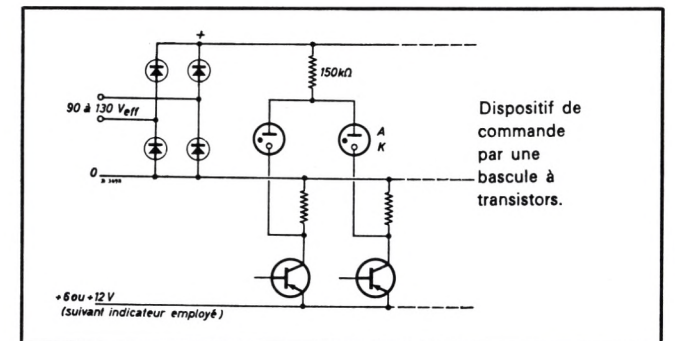 +
150kΩ
90 à 130 Veff
A
K
0
+6 ou +12 V
(suivant indicateur employé)
Dispositif de
commande
par une
bascule à
transistors.